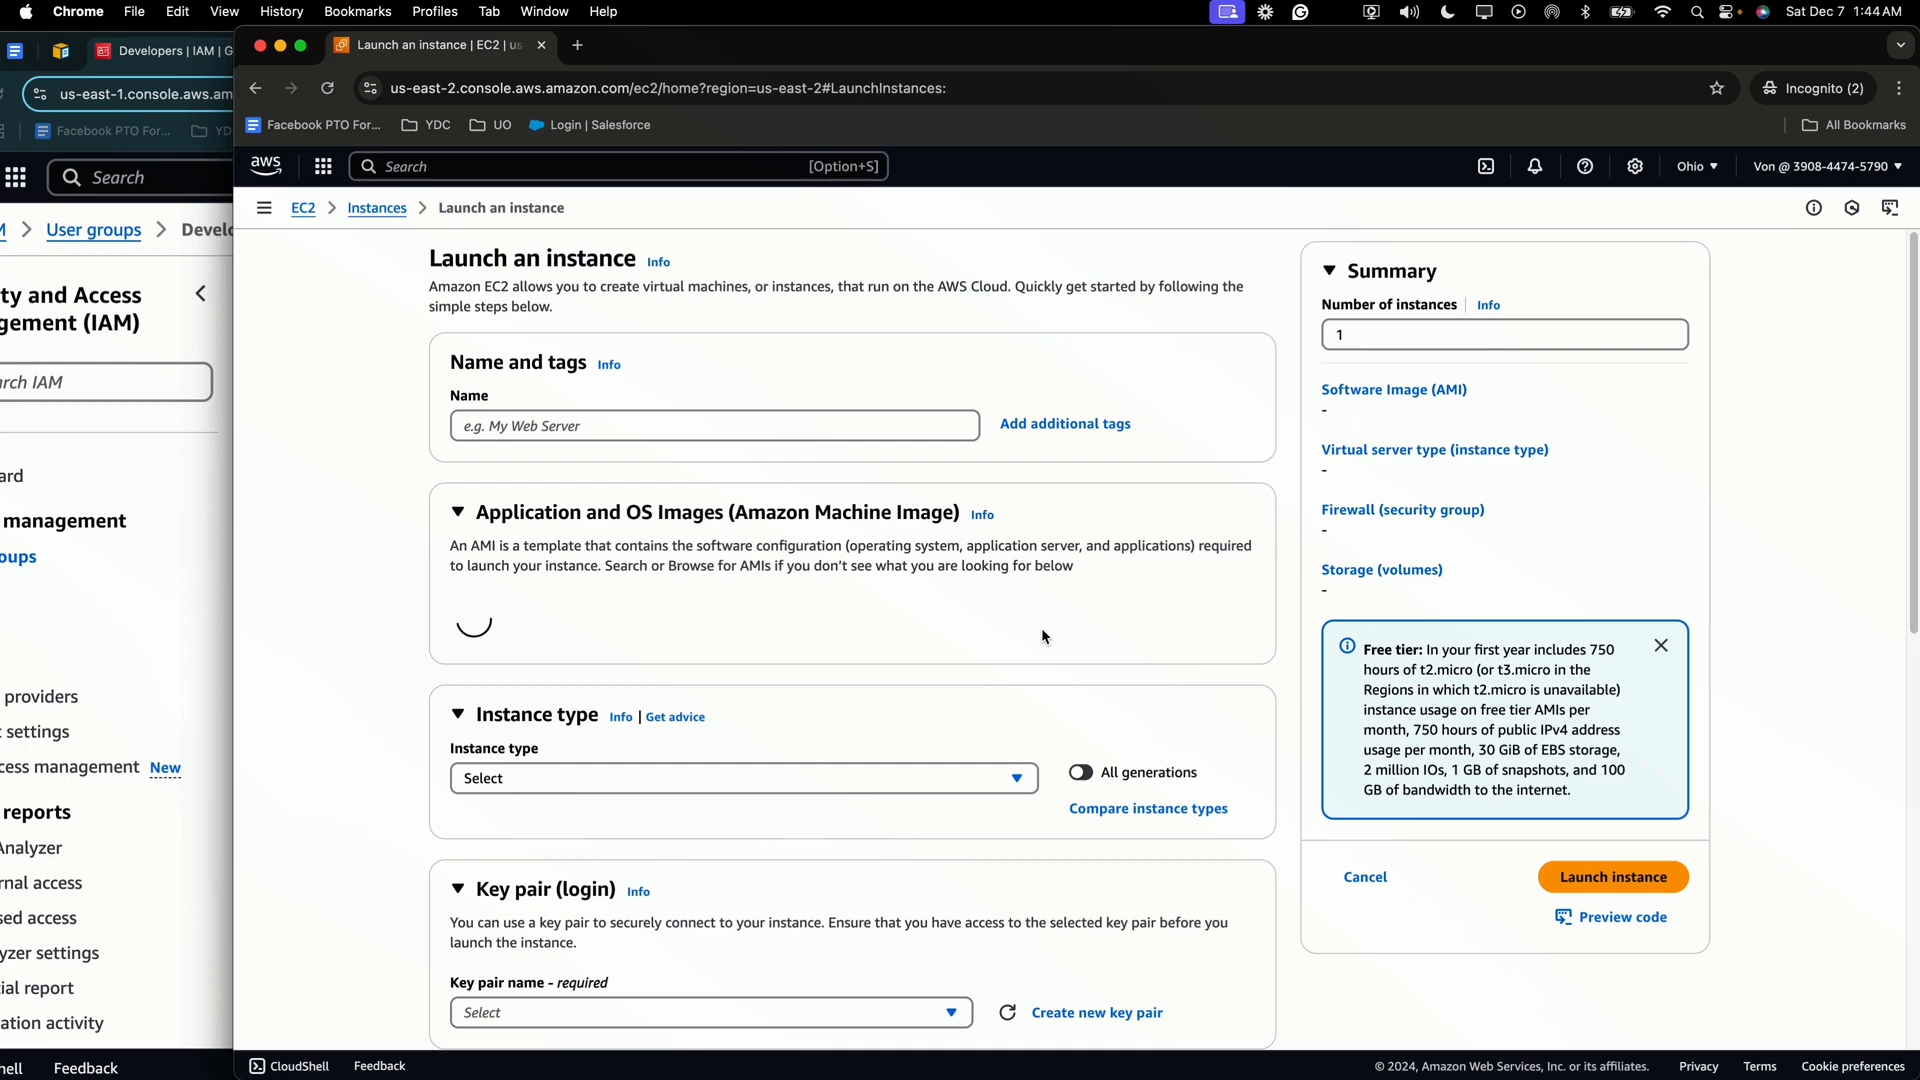 Chrome File Edit View History Bookmarks Profiles Tab Window Help
Sat Dec 7 1:44 AM
Developers | IAM | G
us-east-1.console.aws.am
Facebook PTO For...
Search
User groups
Develo
ty and Access
gement (IAM)
rch IAM
ard
management
oups
providers
settings
cess management New
reports
Analyzer
rnal access
sed access
yzer settings
ial report
ation activity
hell Feedback
Launch an instance | EC2 | us
us-east-2.console.aws.amazon.com/ec2/home?region=us-east-2#LaunchInstances:
Incognito (2)
Facebook PTO For... YDC UO Login | Salesforce
All Bookmarks
aws
Search [Option+S]
Ohio
Von @ 3908-4474-5790
EC2 Instances Launch an instance
Launch an instance Info
Amazon EC2 allows you to create virtual machines, or instances, that run on the AWS Cloud. Quickly get started by following the
simple steps below.
Name and tags Info
Name
e.g. My Web Server
Add additional tags
Application and OS Images (Amazon Machine Image) Info
An AMI is a template that contains the software configuration (operating system, application server, and applications) required
to launch your instance. Search or Browse for AMIs if you don't see what you are looking for below
Instance type Info | Get advice
Instance type
Select
All generations
Compare instance types
Key pair (login) Info
You can use a key pair to securely connect to your instance. Ensure that you have access to the selected key pair before you
launch the instance.
Key pair name - required
Select
Create new key pair
Summary
Number of instances Info
1
Software Image (AMI)
-
Virtual server type (instance type)
-
Firewall (security group)
-
Storage (volumes)
-
Free tier: In your first year includes 750
hours of t2.micro (or t3.micro in the
Regions in which t2.micro is unavailable)
instance usage on free tier AMIs per
month, 750 hours of public IPv4 address
usage per month, 30 GiB of EBS storage,
2 million IOs, 1 GB of snapshots, and 100
GB of bandwidth to the internet.
Cancel
Launch instance
Preview code
CloudShell Feedback
© 2024, Amazon Web Services, Inc. or its affiliates. Privacy Terms Cookie preferences